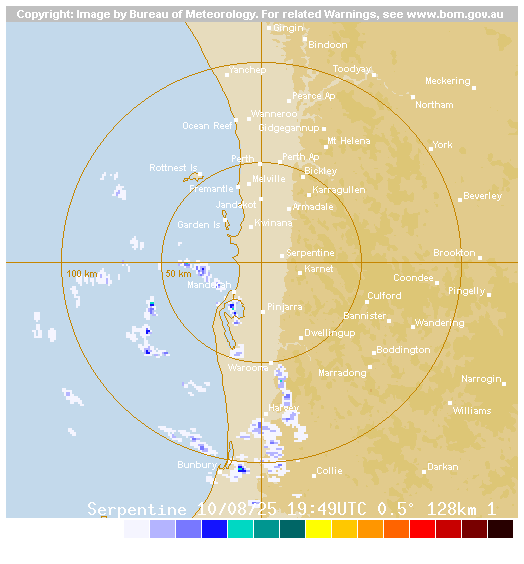 Copyright: Image by Bureau of Meteorology. For related Warnings, see www.bom.gov.au
Gingin
Bindoon
Toodyay
Yanchep
Meckering
Pearce Ap
Northam
Wanneroo
Ocean Reef
Gidgegannup
Mt Helena
York
Perth
Perth Ap
Rottnest Is
Bickley
Melville
Fremantle
Karragullen
Beverley
Jandakot
Armadale
Garden Is
Kwinana
Serpentine
Brookton
100 km
50 km
Karnet
Coondee
Mandurah
Pingelly
Culford
Pinjarra
Bannister
Wandering
Dwellingup
Boddington
Waroona
Marradong
Narrogin
Harvey
Williams
Bunbury
Collie
Darkan
Serpentine 10/08/25 19:49UTC 0.5° 128km 1